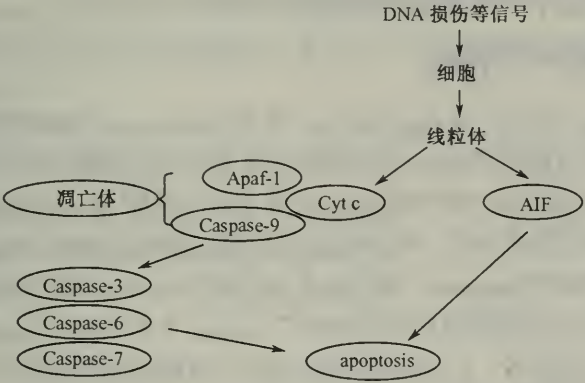 DNA 损伤等信号
细胞
线粒体
Apaf-1
凋亡体
Cyt c
AIF
Caspase-9
Caspase-3
Caspase-6
Caspase-7
apoptosis